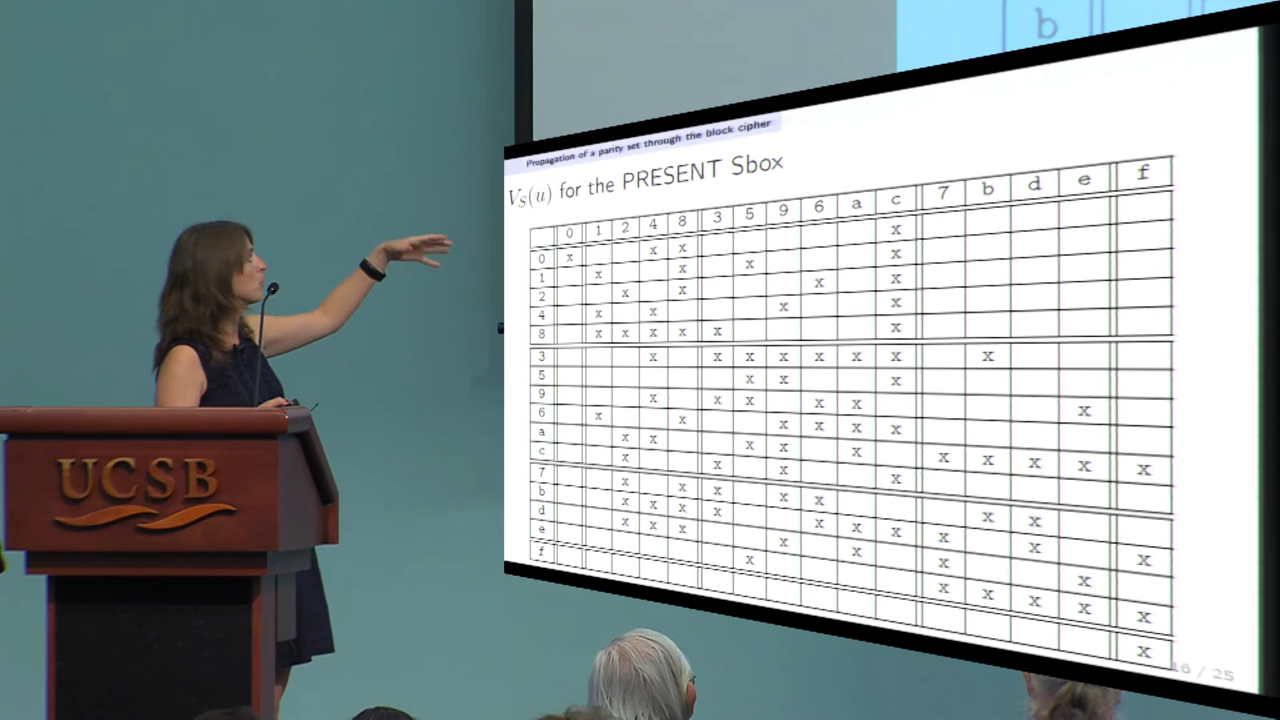 b
Propagation of a parity set through the block cipher
V_S(u) for the PRESENT Sbox
0 1 2 4 8 3 5 9 6 a c 7 b d e f
0 x x x x
1 x x x x
2 x x x x
4 x x x x
8 x x x x x x
3 x x x x x x x x
5 x x x
9 x x x x x x
6 x x x x x x
a x x x x x x x x x x
c x x x x
7 x x x x x x x
b x x x x x x x x x x
d x x x x x x x
e x x x x x x
f x
16 / 25
UCSB